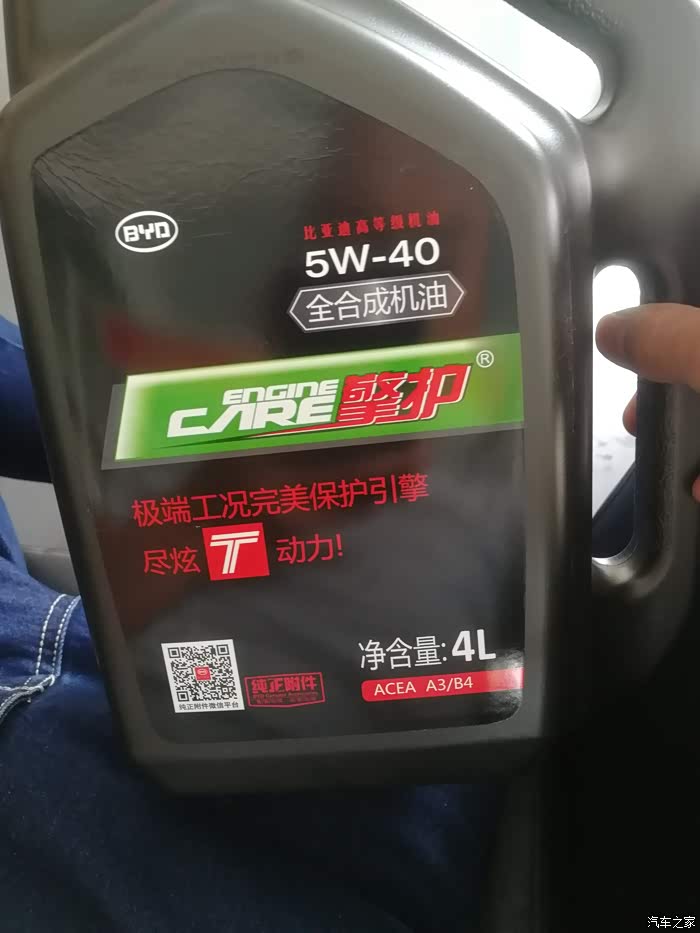 BYD
比亚迪高等级机油
5W-40
全合成机油
ENGINE
CARE擎护®
极端工况完美保护引擎
尽炫 T 动力!
净含量: 4L
ACEA A3/B4
纯正附件
纯正附件微信平台
汽车之家